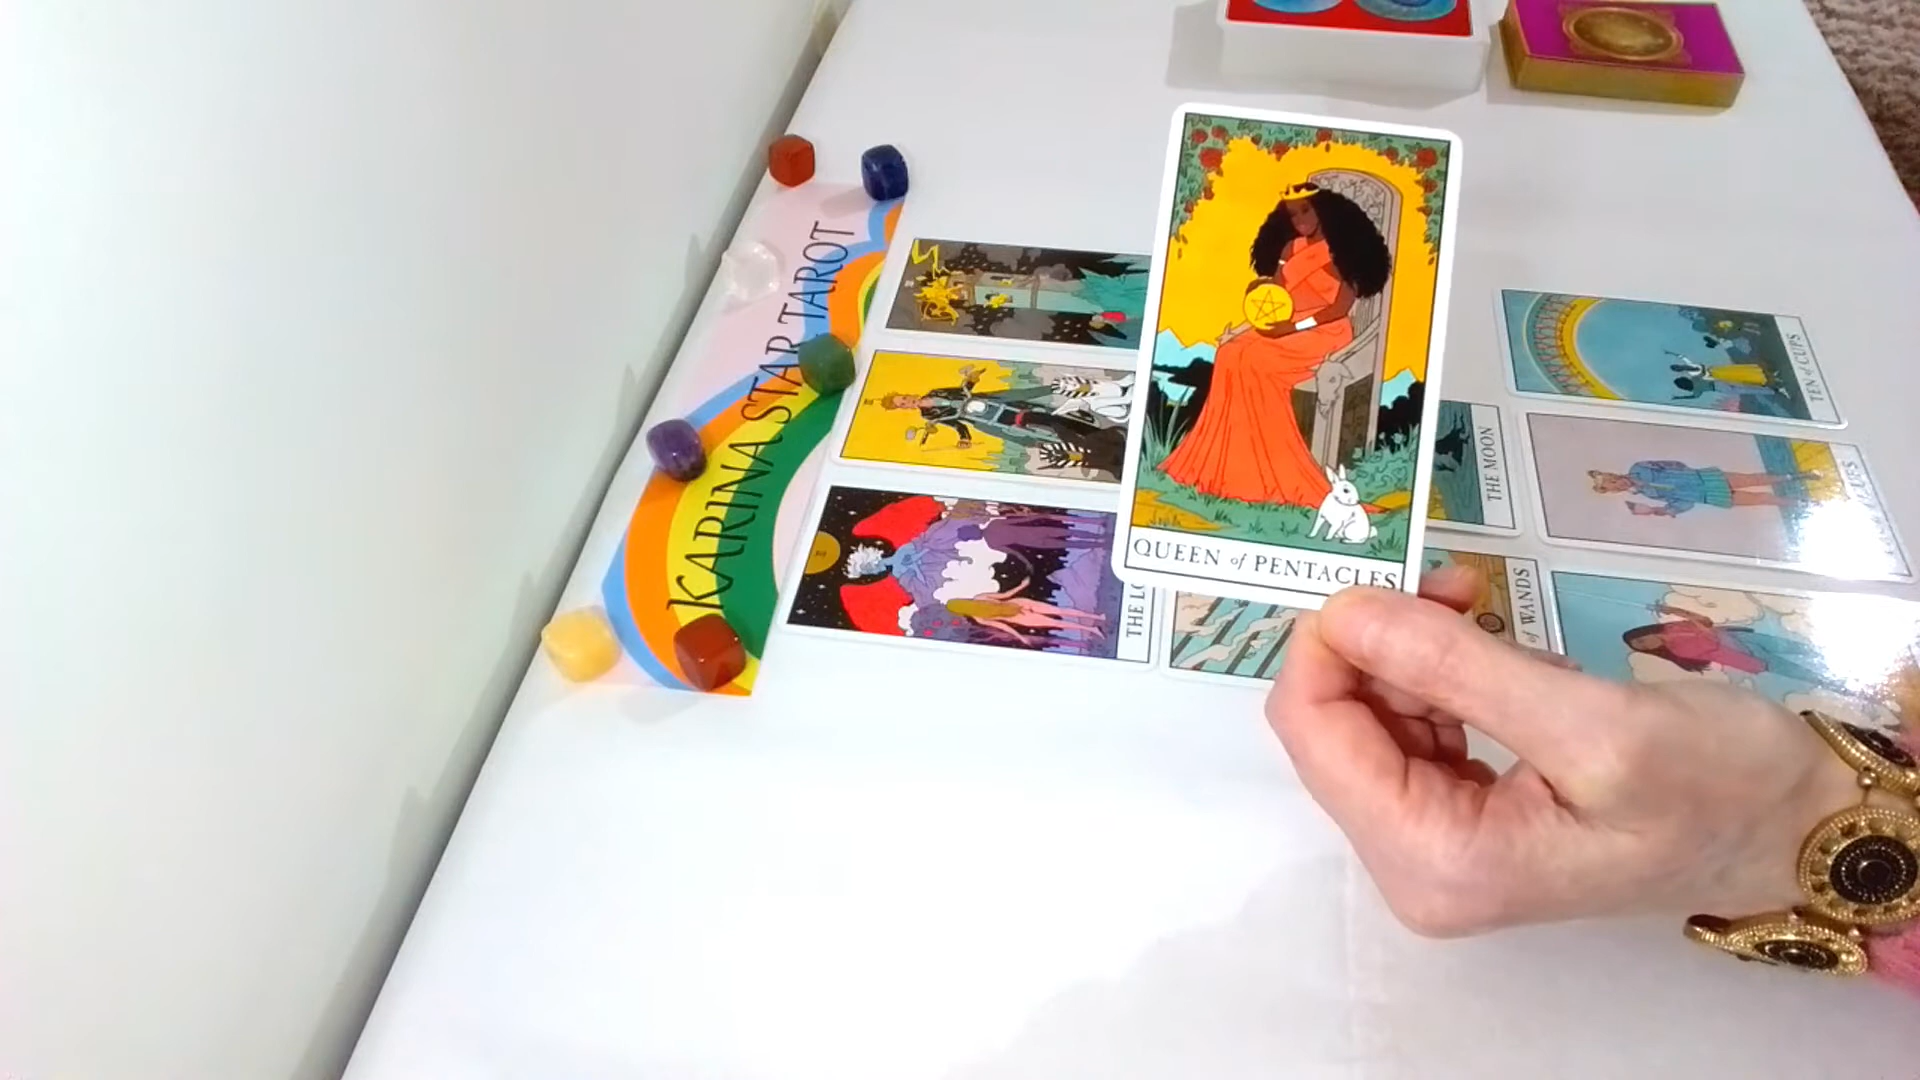 KARINA STAR TAROT
QUEEN of PENTACLES
THE MOON
TEN of CUPS
of WANDS